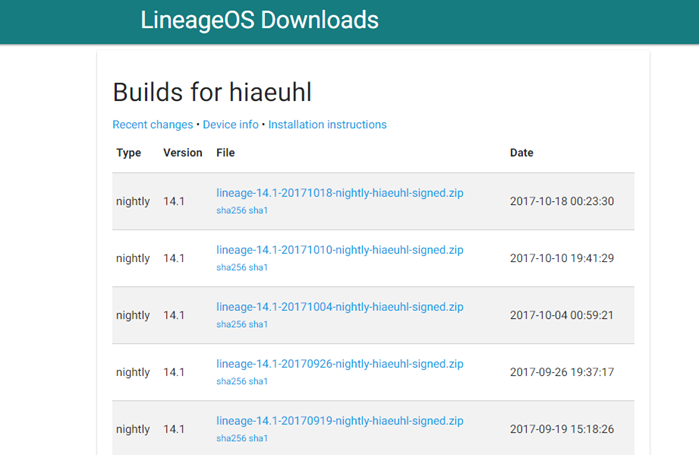 LineageOS Downloads
Builds for hiaeuhl
Recent changes • Device info • Installation instructions
Type Version File Date
nightly 14.1 lineage-14.1-20171018-nightly-hiaeuhl-signed.zip 2017-10-18 00:23:30
sha256 sha1
nightly 14.1 lineage-14.1-20171010-nightly-hiaeuhl-signed.zip 2017-10-10 19:41:29
sha256 sha1
nightly 14.1 lineage-14.1-20171004-nightly-hiaeuhl-signed.zip 2017-10-04 00:59:21
sha256 sha1
nightly 14.1 lineage-14.1-20170926-nightly-hiaeuhl-signed.zip 2017-09-26 19:37:17
sha256 sha1
nightly 14.1 lineage-14.1-20170919-nightly-hiaeuhl-signed.zip 2017-09-19 15:18:26
sha256 sha1